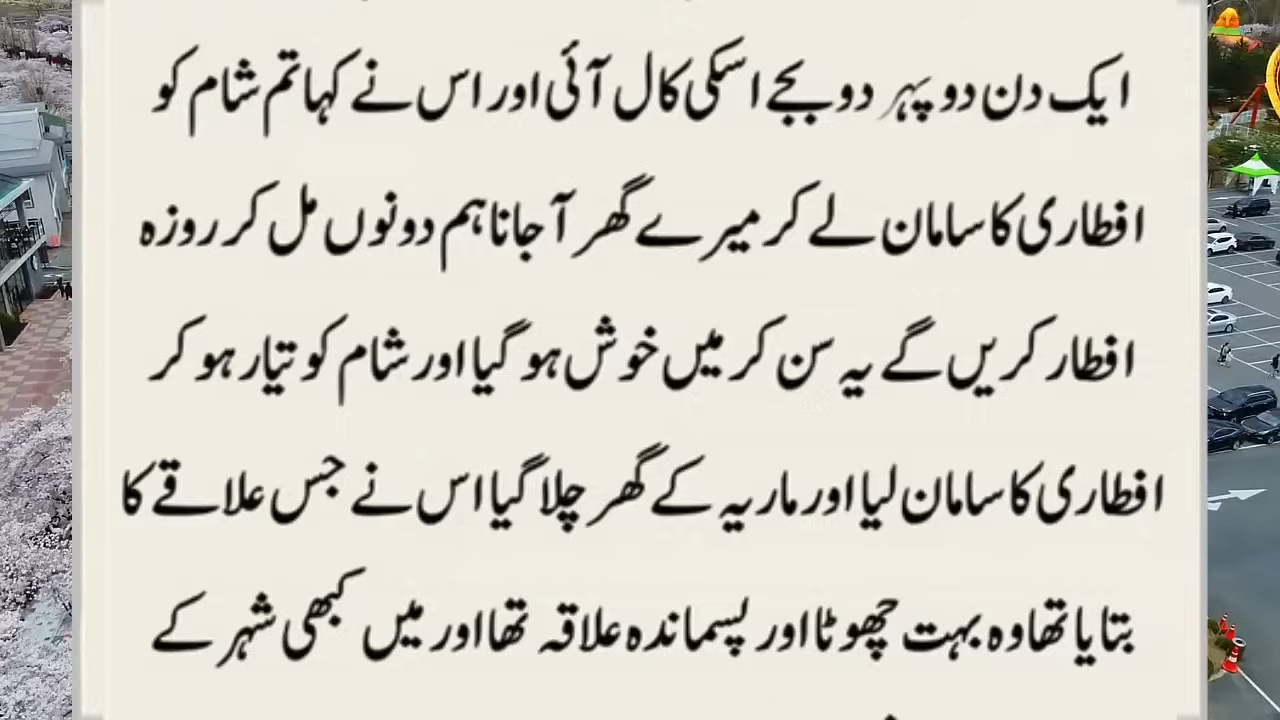 ایک دن دوپہر دو بجے اسکی کال آئی اور اس نے کہا تم شام کو
افطاری کا سامان لے کر میرے گھر آ جانا ہم دونوں مل کر روزہ
افطار کریں گے یہ سن کر میں خوش ہو گیا اور شام کو تیار ہو کر
افطاری کا سامان لیا اور ماریہ کے گھر چلا گیا اس نے جس علاقے کا
بتایا تھا وہ بہت چھوٹا اور پسماندہ علاقہ تھا اور میں کبھی شہر کے